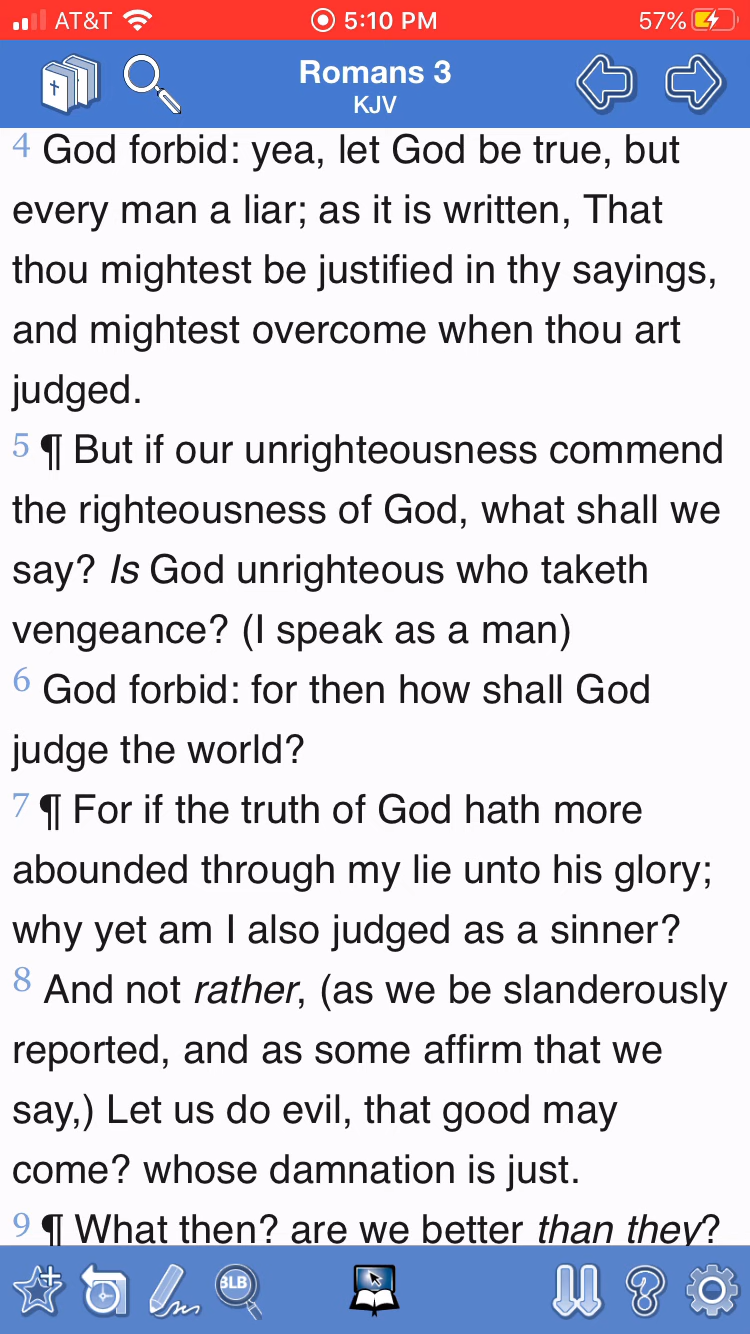 AT&T 5:10 PM 57%
Romans 3
KJV
4 God forbid: yea, let God be true, but
every man a liar; as it is written, That
thou mightest be justified in thy sayings,
and mightest overcome when thou art
judged.
5 ¶ But if our unrighteousness commend
the righteousness of God, what shall we
say? Is God unrighteous who taketh
vengeance? (I speak as a man)
6 God forbid: for then how shall God
judge the world?
7 ¶ For if the truth of God hath more
abounded through my lie unto his glory;
why yet am I also judged as a sinner?
8 And not rather, (as we be slanderously
reported, and as some affirm that we
say,) Let us do evil, that good may
come? whose damnation is just.
9 ¶ What then? are we better than they?
BLB